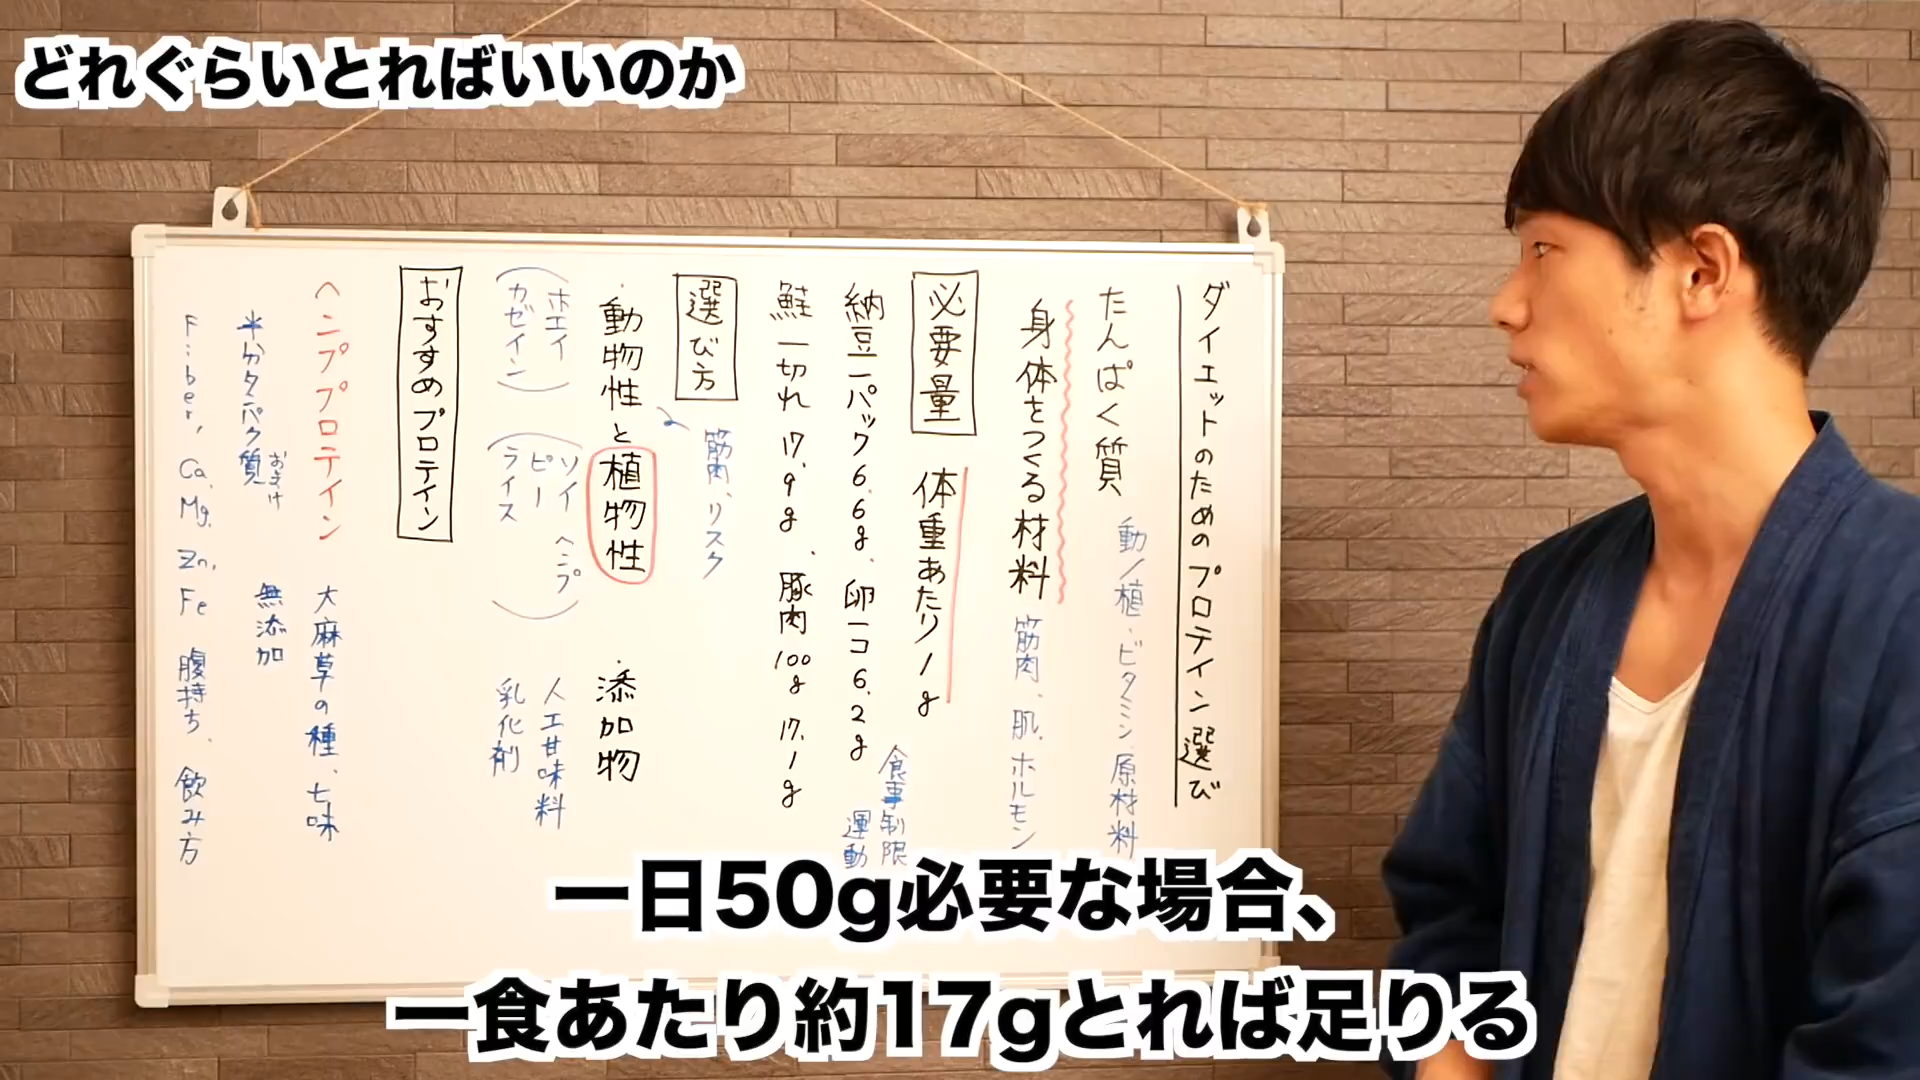 どれぐらいとればいいのか
ダイエットのためのプロテイン選び
たんぱく質
動/植・ビタミン 原材料
身体をつくる材料
筋肉、肌、ホルモン
必要量
体重あたり1g
食事制限
運動
納豆一パック6.6g、卵一コ6.2g
鮭一切れ17.9g、豚肉100g17.1g
選び方
筋肉、リスク
・動物性と植物性
ホエイ
カゼイン
ソイ ヘンプ
ピー
ライス
・添加物
人工甘味料
乳化剤
おすすめプロテイン
ヘンププロテイン
大麻草の種、七味
半分タンパク質
無添加
Fiber, Ca, Mg, Zn, Fe 腹持ち、飲み方
一日50g必要な場合、
一食あたり約17gとれば足りる